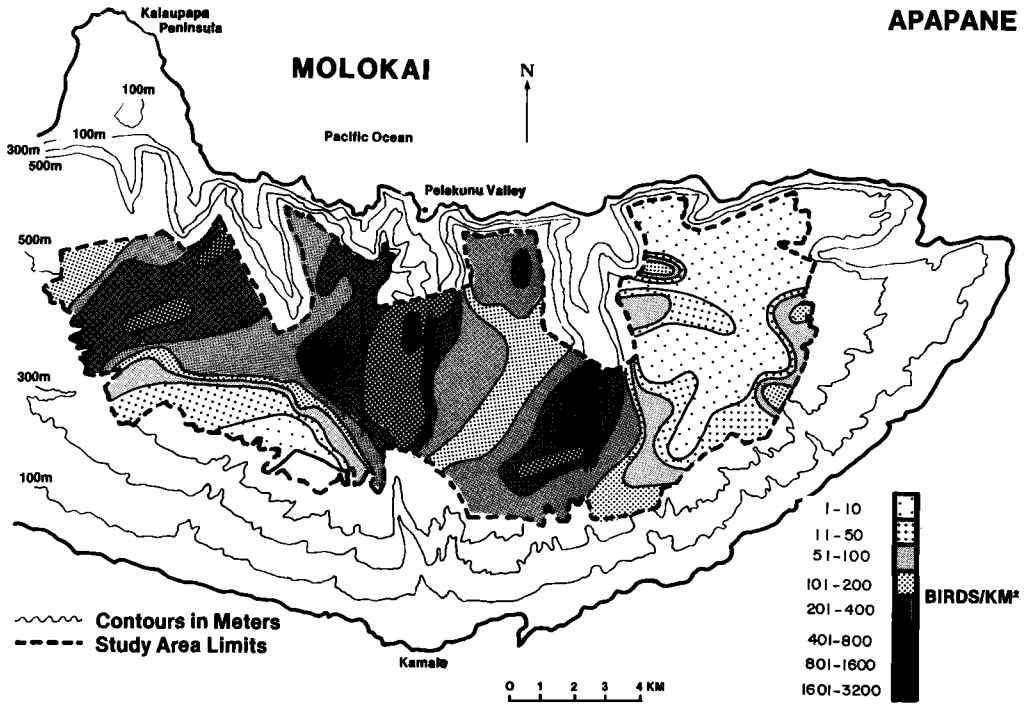 Kalaupapa
Peninsula
APAPANE
MOLOKAI
N
100m
Pacific Ocean
100m
300m
500m
Pelekunu Valley
500m
300m
100m
1-10
11-50
51-100
101-200
BIRDS/KM²
201-400
401-800
801-1600
1601-3200
Contours in Meters
Study Area Limits
Kamalo
0 1 2 3 4 KM